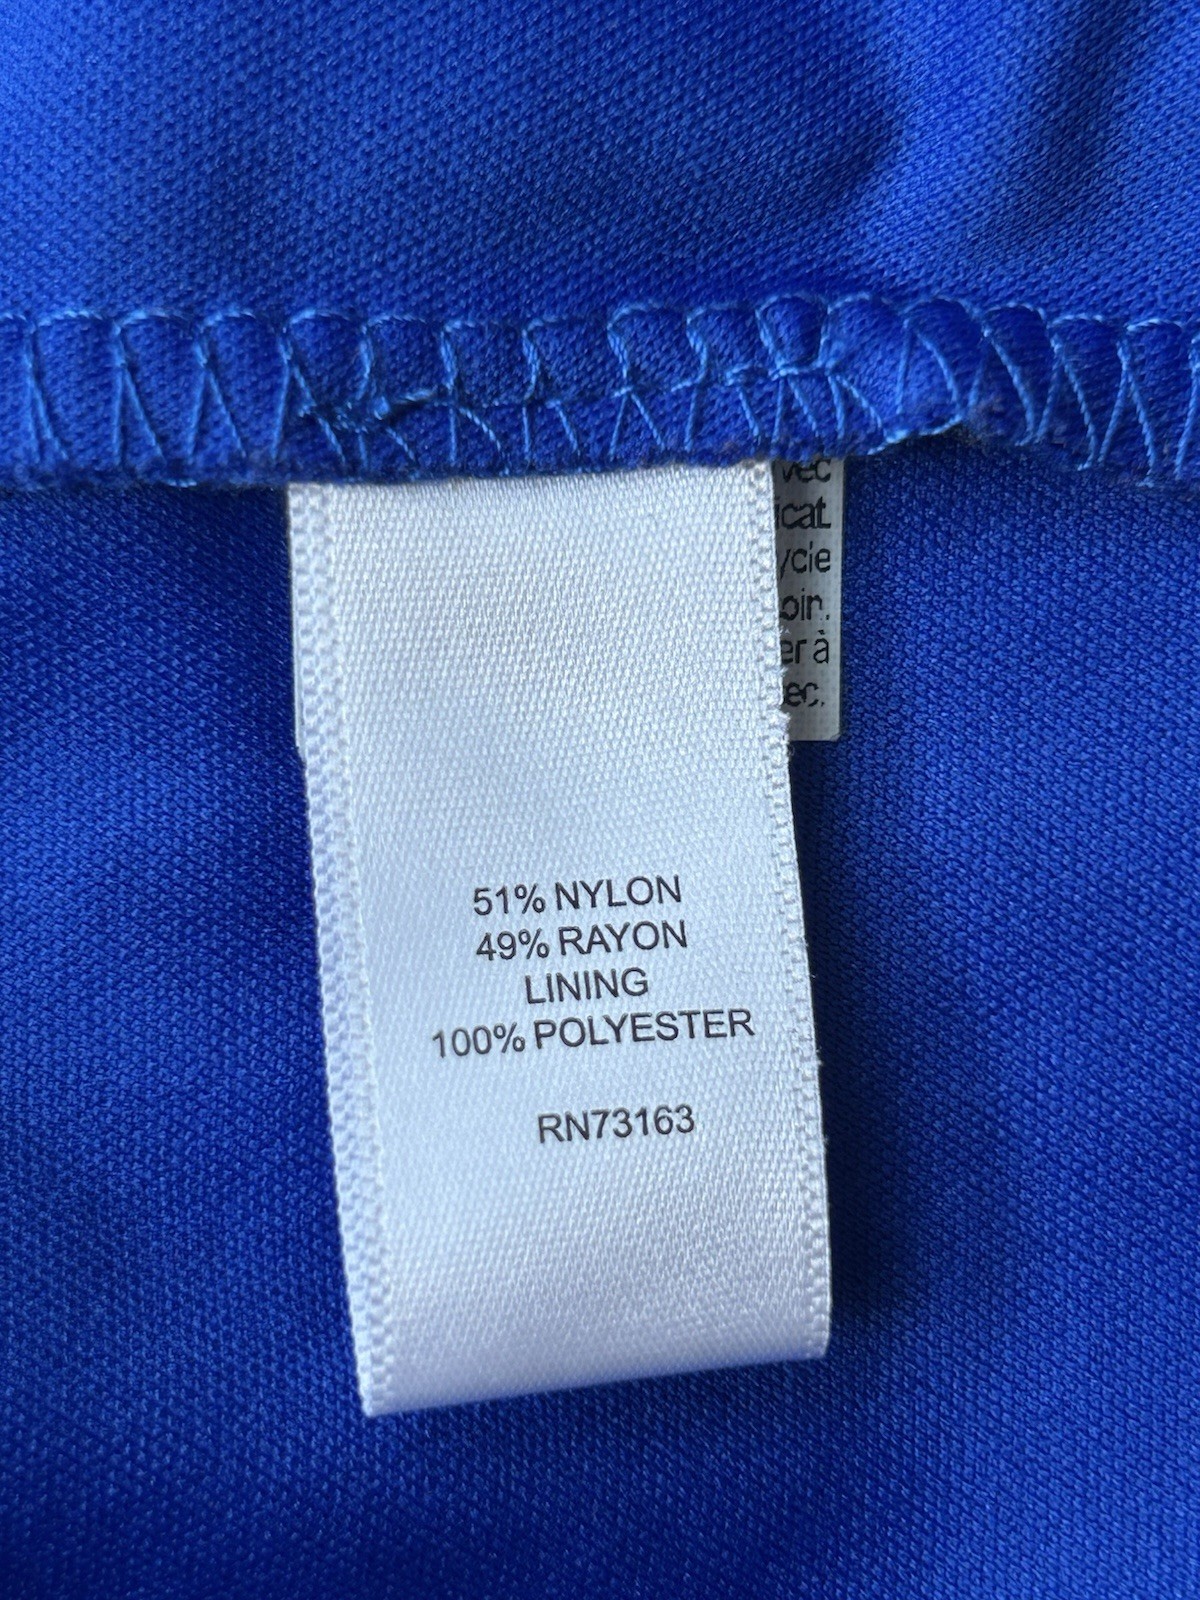 51% NYLON
49% RAYON
LINING
100% POLYESTER
RN73163